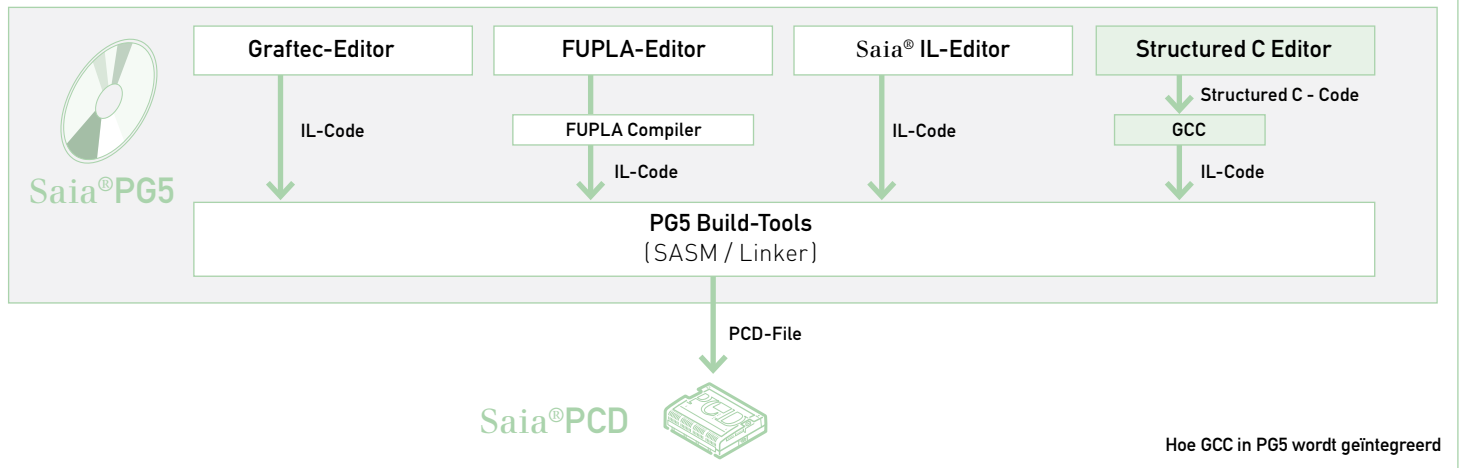 Graftec-Editor
FUPLA-Editor
Saia® IL-Editor
Structured C Editor
Structured C - Code
IL-Code
FUPLA Compiler
IL-Code
GCC
IL-Code
IL-Code
Saia®PG5
PG5 Build-Tools
(SASM / Linker)
PCD-File
Saia®PCD
PCD
Hoe GCC in PG5 wordt geïntegreerd